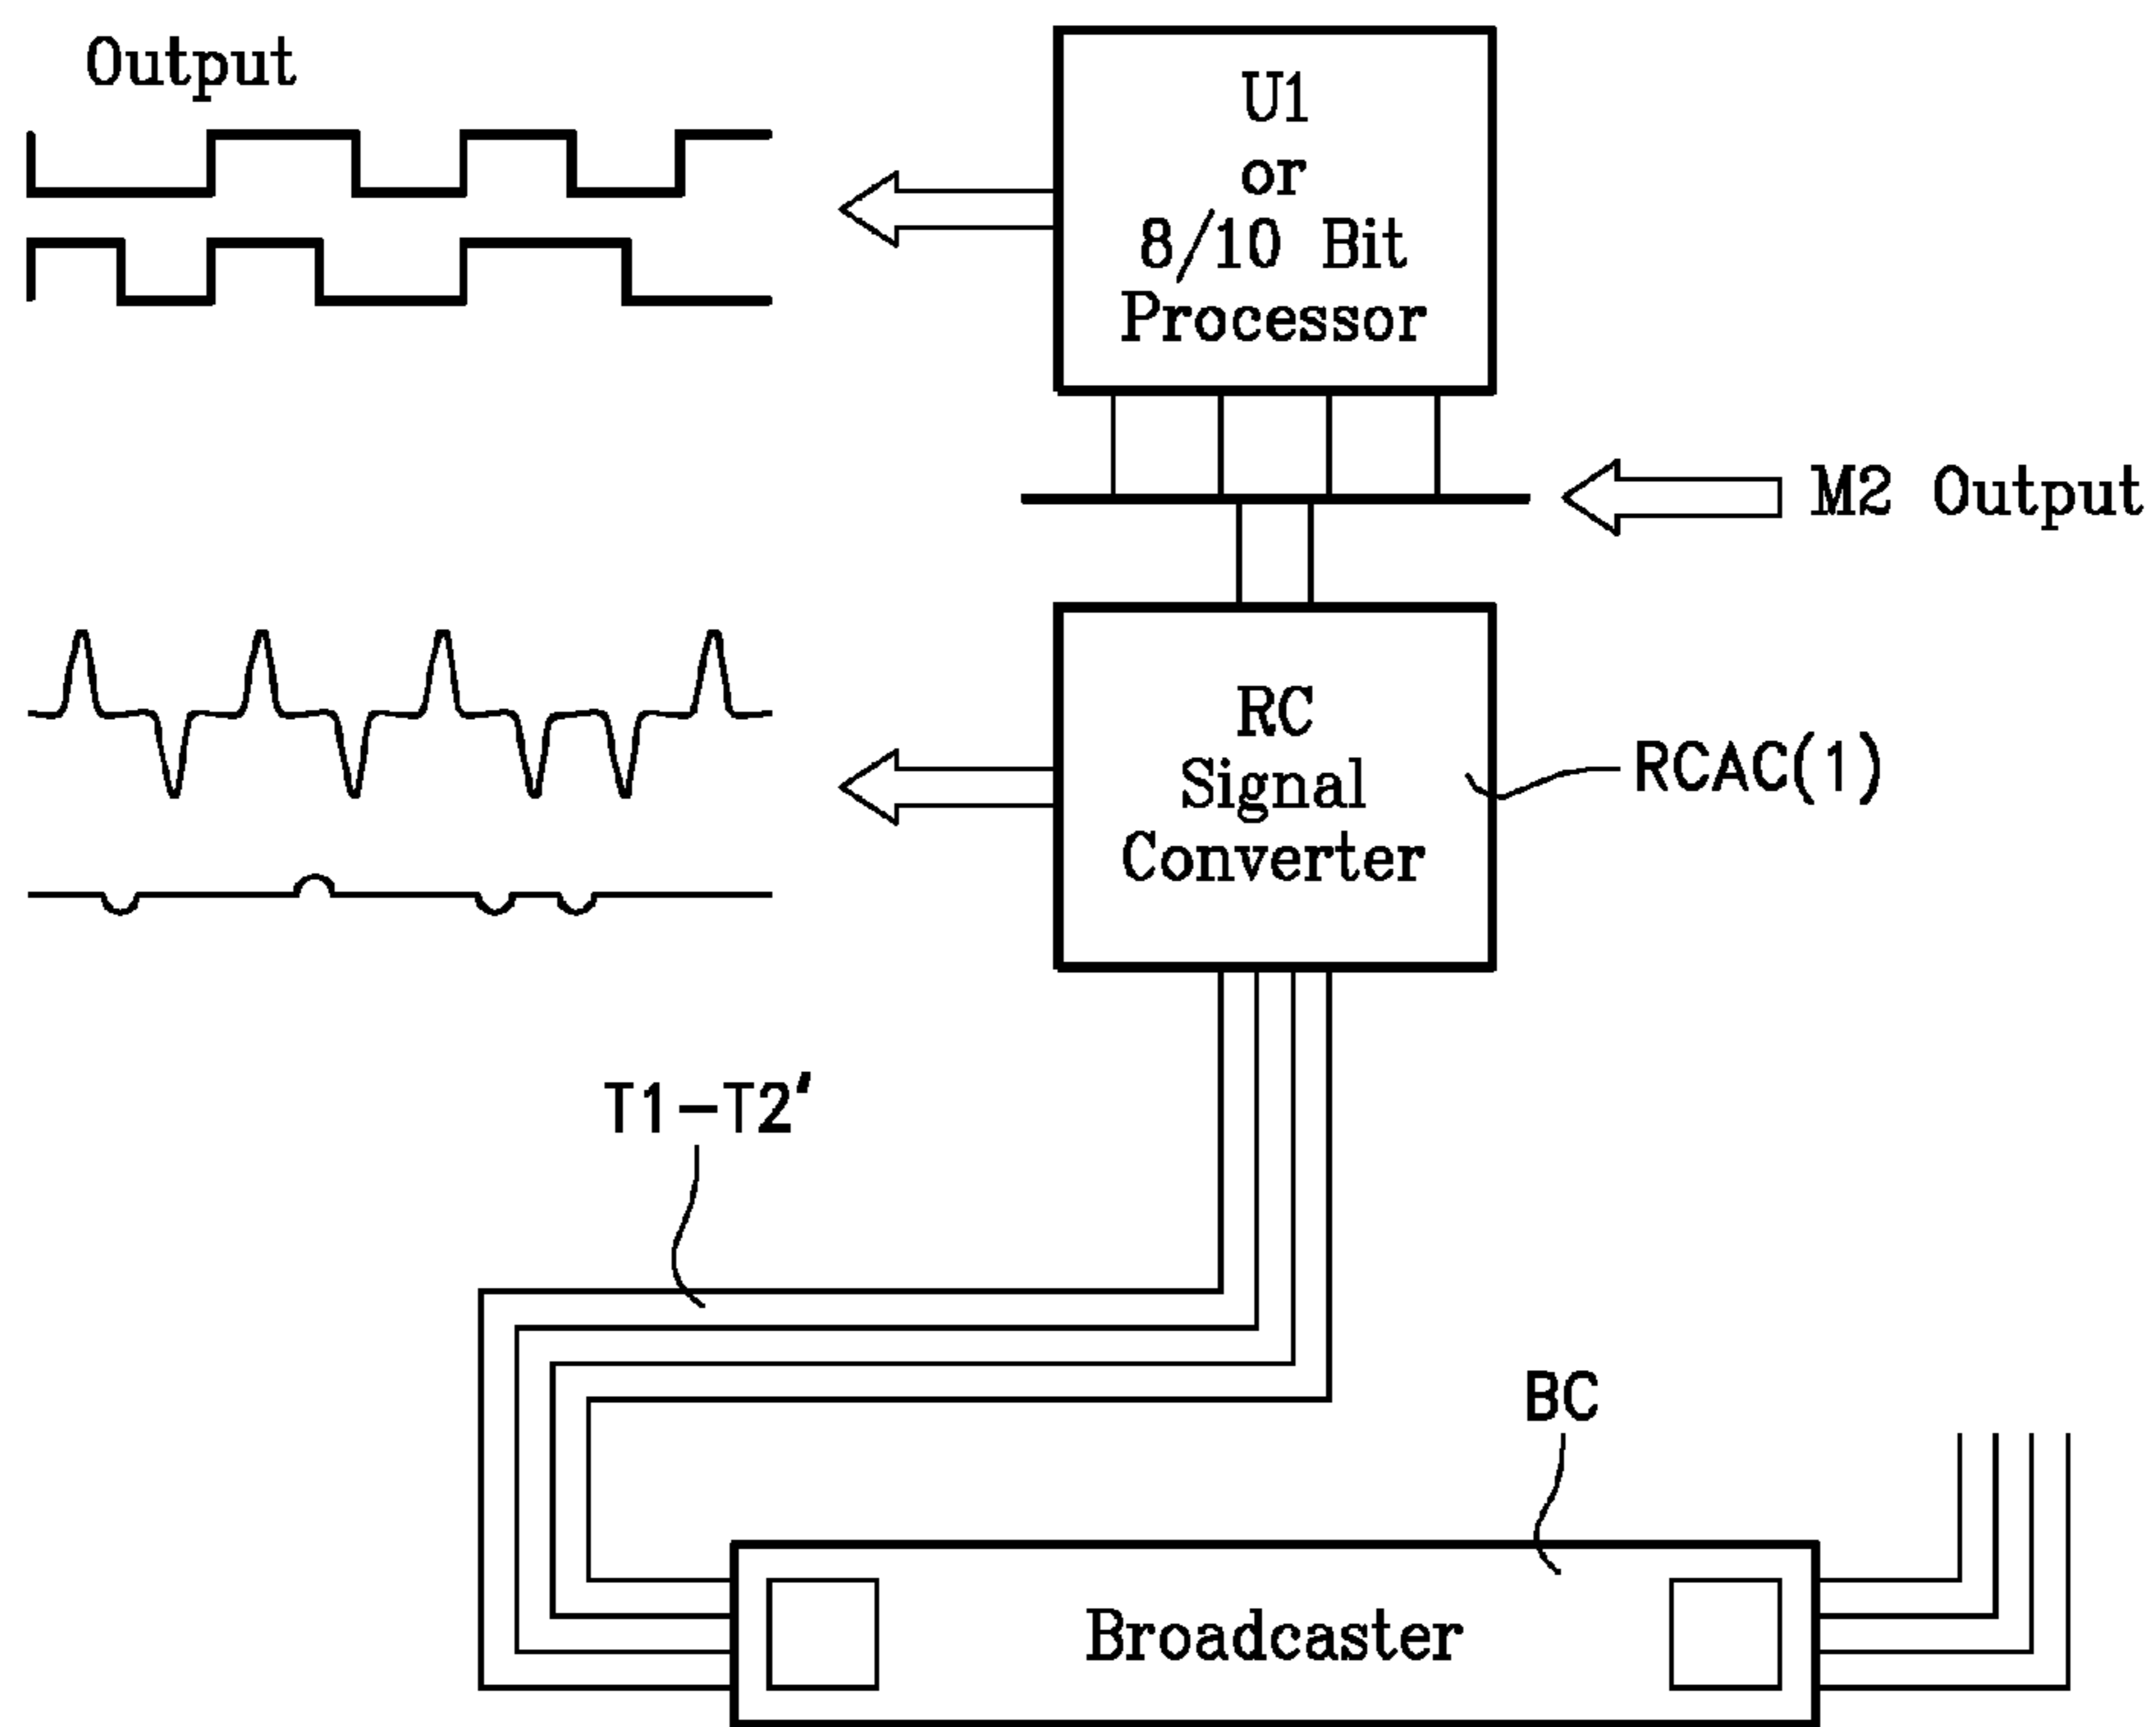 Output
U1
or
8/10 Bit
Processor
M2 Output
RC
Signal
Converter
RCAC(1)
T1-T2'
BC
Broadcaster